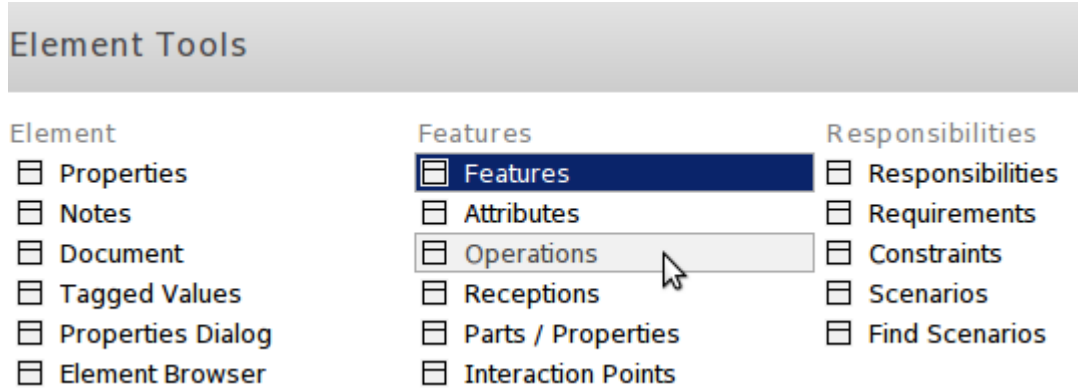 Element Tools
Element
Properties
Notes
Document
Tagged Values
Properties Dialog
Element Browser
Features
Features
Attributes
Operations
Receptions
Parts / Properties
Interaction Points
Responsibilities
Responsibilities
Requirements
Constraints
Scenarios
Find Scenarios